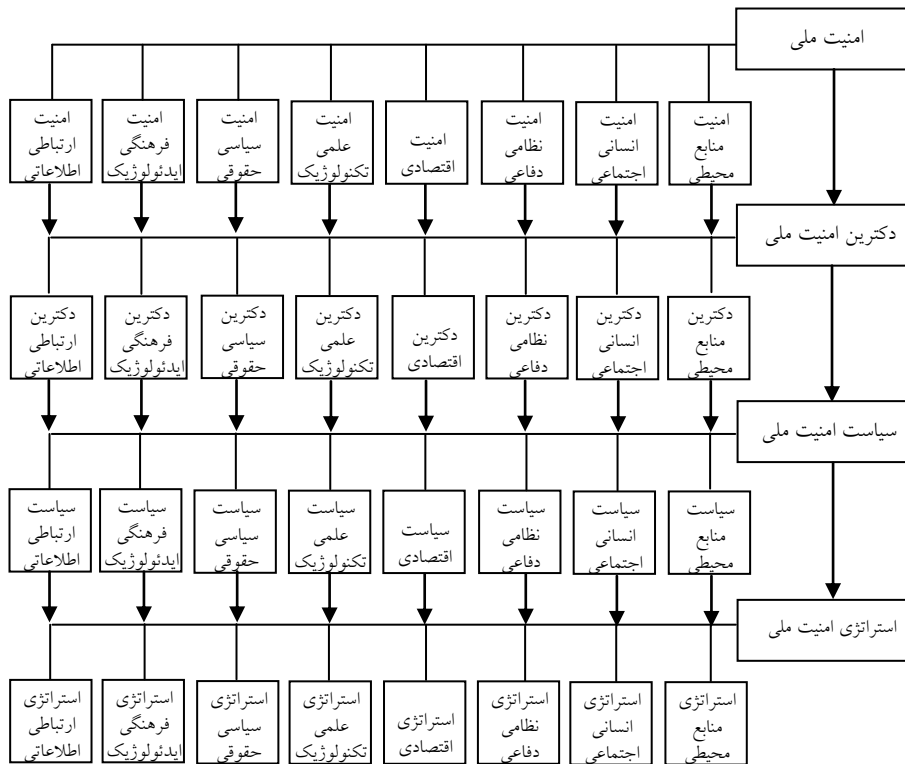 امنیت ملی
امنیت
منابع
محیطی
امنیت
انسانی
اجتماعی
امنیت
نظامی
دفاعی
امنیت
اقتصادی
امنیت
علمی
تکنولوژیک
امنیت
سیاسی
حقوقی
امنیت
فرهنگی
ایدئولوژیک
امنیت
ارتباطی
اطلاعاتی
دکترین امنیت ملی
دکترین
منابع
محیطی
دکترین
انسانی
اجتماعی
دکترین
نظامی
دفاعی
دکترین
اقتصادی
دکترین
علمی
تکنولوژیک
دکترین
سیاسی
حقوقی
دکترین
فرهنگی
ایدئولوژیک
دکترین
ارتباطی
اطلاعاتی
سیاست امنیت ملی
سیاست
منابع
محیطی
سیاست
انسانی
اجتماعی
سیاست
نظامی
دفاعی
سیاست
اقتصادی
سیاست
علمی
تکنولوژیک
سیاست
سیاسی
حقوقی
سیاست
فرهنگی
ایدئولوژیک
سیاست
ارتباطی
اطلاعاتی
استراتژی امنیت ملی
استراتژی
منابع
محیطی
استراتژی
انسانی
اجتماعی
استراتژی
نظامی
دفاعی
استراتژی
اقتصادی
استراتژی
علمی
تکنولوژیک
استراتژی
سیاسی
حقوقی
استراتژی
فرهنگی
ایدئولوژیک
استراتژی
ارتباطی
اطلاعاتی